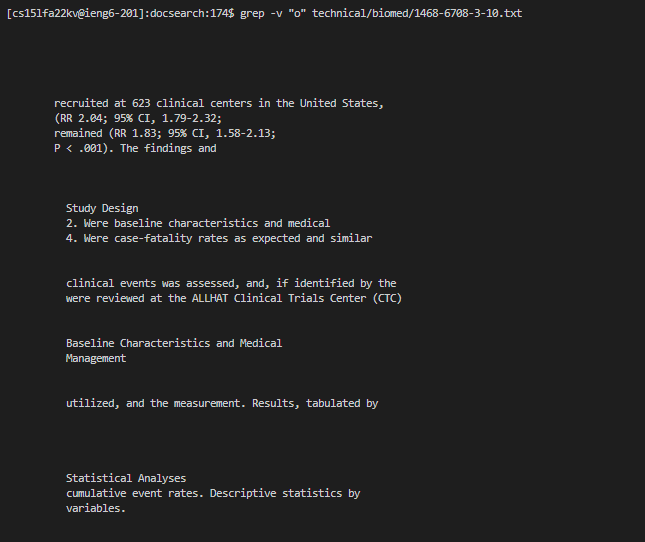 [cs15lfa22kv@ieng6-201]:docsearch:174$ grep -v "o" technical/biomed/1468-6708-3-10.txt
recruited at 623 clinical centers in the United States,
(RR 2.04; 95% CI, 1.79-2.32;
remained (RR 1.83; 95% CI, 1.58-2.13;
P < .001). The findings and
Study Design
2. Were baseline characteristics and medical
4. Were case-fatality rates as expected and similar
clinical events was assessed, and, if identified by the
were reviewed at the ALLHAT Clinical Trials Center (CTC)
Baseline Characteristics and Medical
Management
utilized, and the measurement. Results, tabulated by
Statistical Analyses
cumulative event rates. Descriptive statistics by
variables.